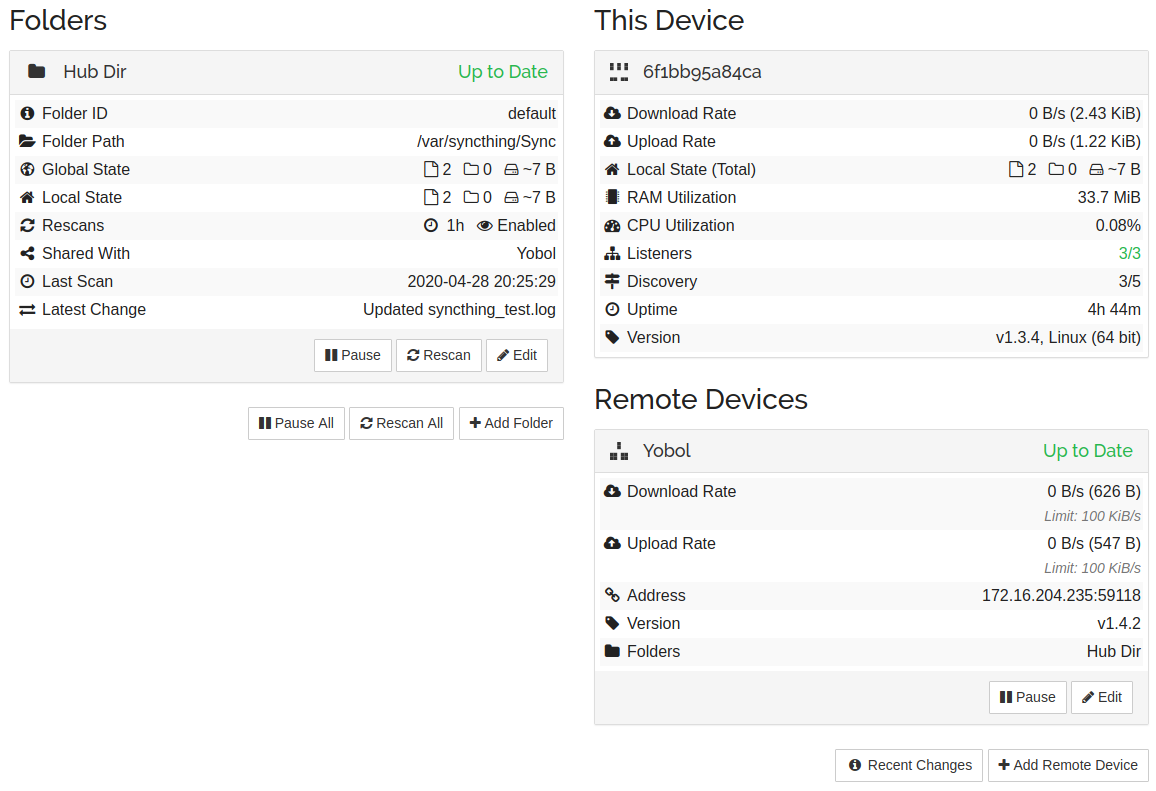 Folders
Hub Dir Up to Date
Folder ID default
Folder Path /var/syncthing/Sync
Global State 2 0 ~7 B
Local State 2 0 ~7 B
Rescans 1h Enabled
Shared With Yobol
Last Scan 2020-04-28 20:25:29
Latest Change Updated syncthing_test.log
Pause Rescan Edit
Pause All Rescan All Add Folder
This Device
6f1bb95a84ca
Download Rate 0 B/s (2.43 KiB)
Upload Rate 0 B/s (1.22 KiB)
Local State (Total) 2 0 ~7 B
RAM Utilization 33.7 MiB
CPU Utilization 0.08%
Listeners 3/3
Discovery 3/5
Uptime 4h 44m
Version v1.3.4, Linux (64 bit)
Remote Devices
Yobol Up to Date
Download Rate 0 B/s (626 B)
Limit: 100 KiB/s
Upload Rate 0 B/s (547 B)
Limit: 100 KiB/s
Address 172.16.204.235:59118
Version v1.4.2
Folders Hub Dir
Pause Edit
Recent Changes Add Remote Device